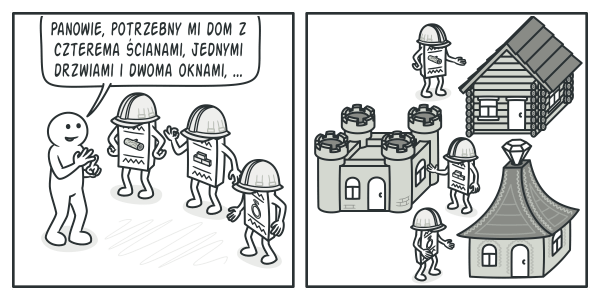 PANOWIE, POTRZEBNY MI DOM Z
CZTEREMA ŚCIANAMI, JEDNYMI
DRZWIAMI I DWOMA OKNAMI, ...